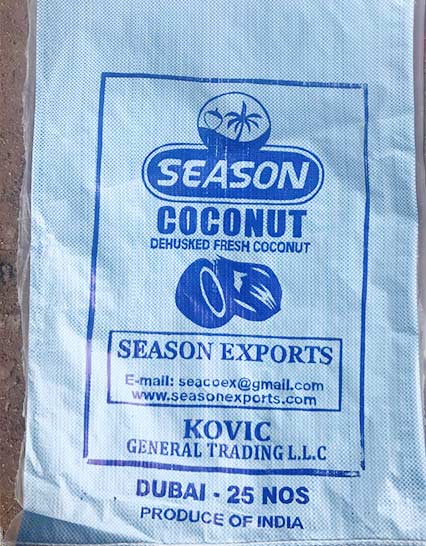 SEASON
COCONUT
DEHUSKED FRESH COCONUT
SEASON EXPORTS
E-mail: seacoex@gmail.com
www.seasonexports.com
KOVIC
GENERAL TRADING L.L.C
DUBAI - 25 NOS
PRODUCE OF INDIA